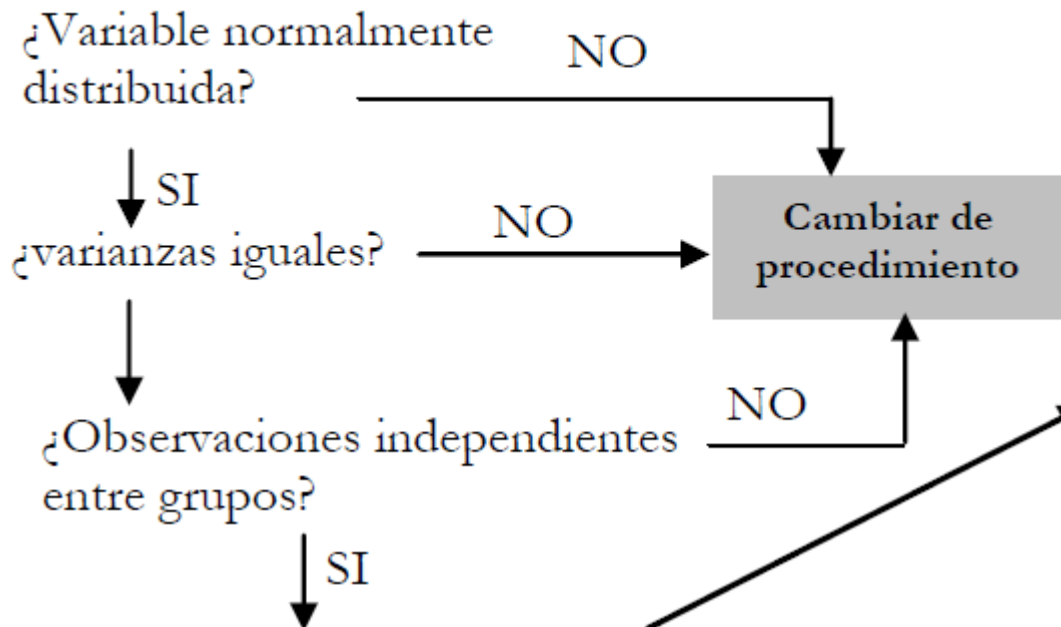 ¿Variable normalmente
distribuida?
NO
SI
¿varianzas iguales?
NO
Cambiar de
procedimiento
¿Observaciones independientes
entre grupos?
NO
SI